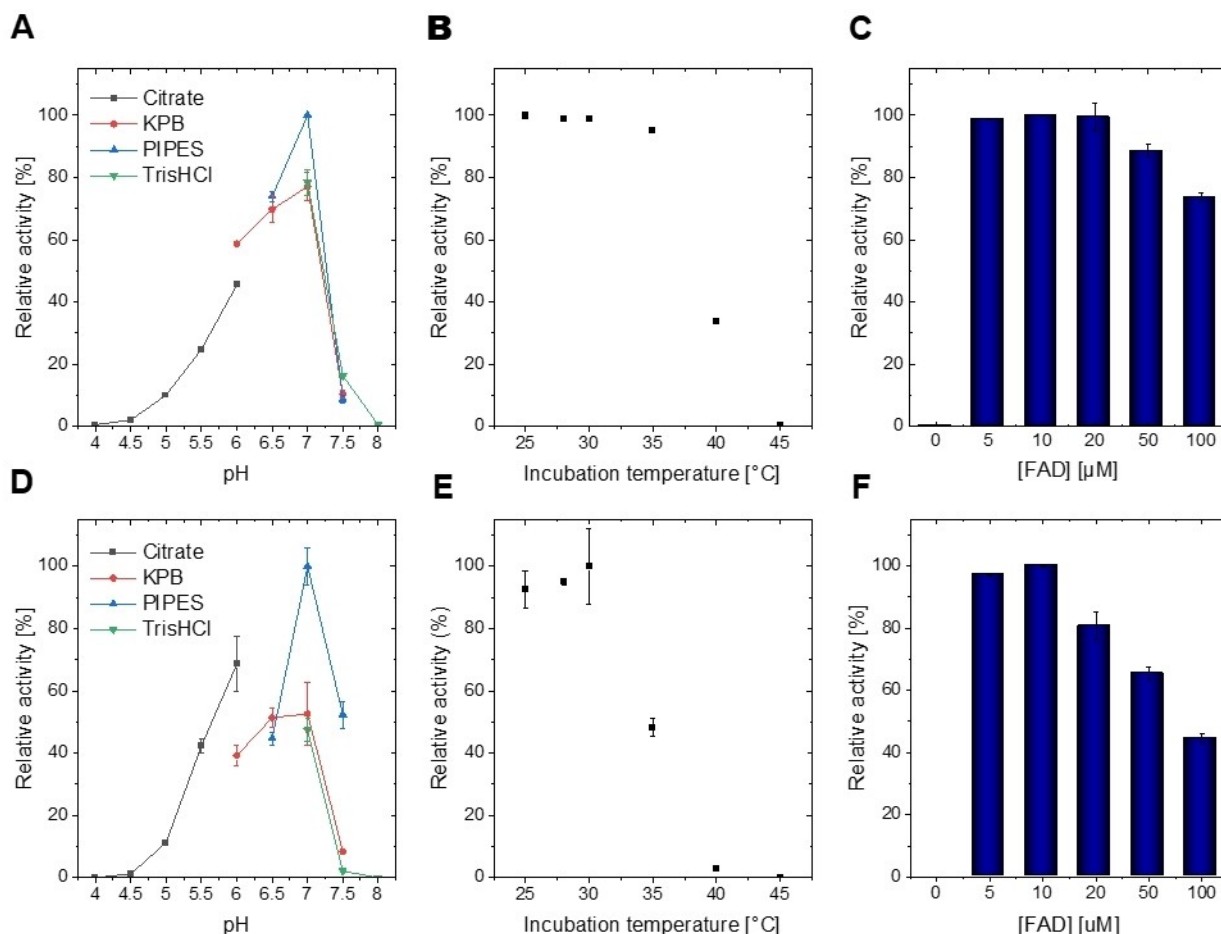 A
Citrate
KPB
PIPES
TrisHCl
Relative activity [%]
100
80
60
40
20
0
4 4.5 5 5.5 6 6.5 7 7.5 8
pH
B
Relative activity [%]
100
80
60
40
20
0
25 30 35 40 45
Incubation temperature [°C]
C
Relative activity [%]
100
80
60
40
20
0
0 5 10 20 50 100
[FAD] [µM]
D
Citrate
KPB
PIPES
TrisHCl
Relative activity [%]
100
80
60
40
20
0
4 4.5 5 5.5 6 6.5 7 7.5 8
pH
E
Relative activity (%)
100
80
60
40
20
0
25 30 35 40 45
Incubation temperature [°C]
F
Relative activity [%]
100
80
60
40
20
0
0 5 10 20 50 100
[FAD] [uM]